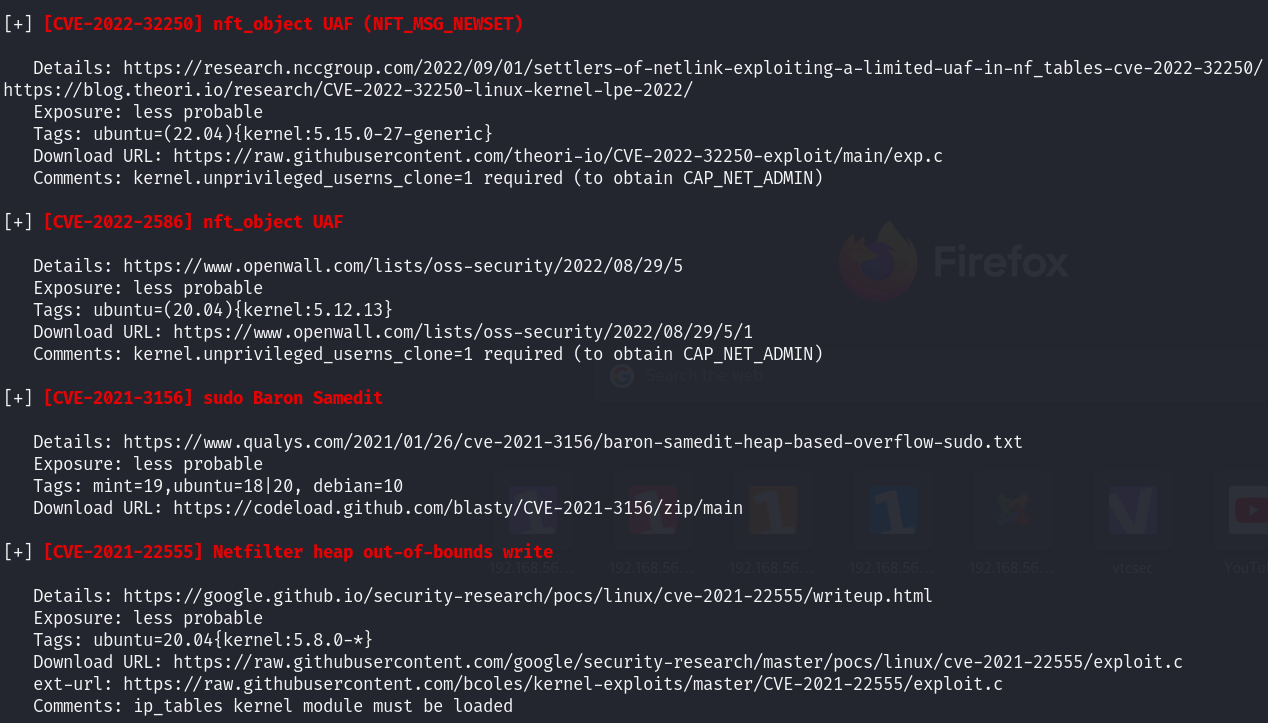 [+] [CVE-2022-32250] nft_object UAF (NFT_MSG_NEWSET)
Details: https://research.nccgroup.com/2022/09/01/settlers-of-netlink-exploiting-a-limited-uaf-in-nf_tables-cve-2022-32250/
https://blog.theori.io/research/CVE-2022-32250-linux-kernel-lpe-2022/
Exposure: less probable
Tags: ubuntu=(22.04){kernel:5.15.0-27-generic}
Download URL: https://raw.githubusercontent.com/theori-io/CVE-2022-32250-exploit/main/exp.c
Comments: kernel.unprivileged_userns_clone=1 required (to obtain CAP_NET_ADMIN)
[+] [CVE-2022-2586] nft_object UAF
Details: https://www.openwall.com/lists/oss-security/2022/08/29/5
Exposure: less probable
Tags: ubuntu=(20.04){kernel:5.12.13}
Download URL: https://www.openwall.com/lists/oss-security/2022/08/29/5/1
Comments: kernel.unprivileged_userns_clone=1 required (to obtain CAP_NET_ADMIN)
[+] [CVE-2021-3156] sudo Baron Samedit
Details: https://www.qualys.com/2021/01/26/cve-2021-3156/baron-samedit-heap-based-overflow-sudo.txt
Exposure: less probable
Tags: mint=19,ubuntu=18|20, debian=10
Download URL: https://codeload.github.com/blasty/CVE-2021-3156/zip/main
[+] [CVE-2021-22555] Netfilter heap out-of-bounds write
Details: https://google.github.io/security-research/pocs/linux/cve-2021-22555/writeup.html
Exposure: less probable
Tags: ubuntu=20.04{kernel:5.8.0-*}
Download URL: https://raw.githubusercontent.com/google/security-research/master/pocs/linux/cve-2021-22555/exploit.c
ext-url: https://raw.githubusercontent.com/bcoles/kernel-exploits/master/CVE-2021-22555/exploit.c
Comments: ip_tables kernel module must be loaded
Firefox
Search the web
192.168.56...
192.168.56...
192.168.56...
192.168.56...
192.168.56...
vtcsec